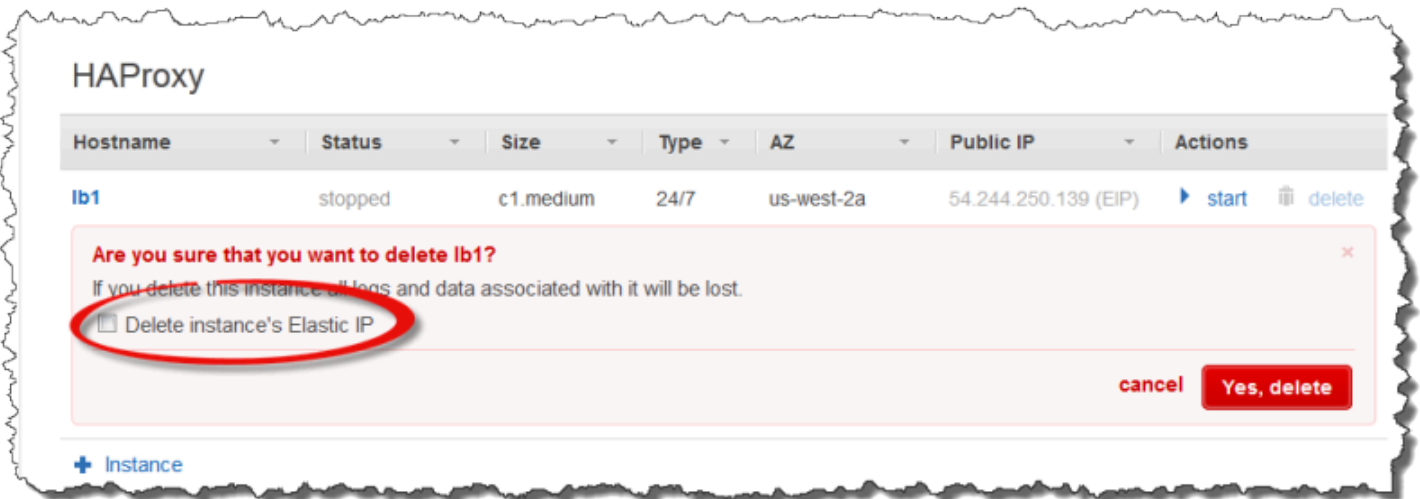 HAProxy
Hostname Status Size Type AZ Public IP Actions
lb1 stopped c1.medium 24/7 us-west-2a 54.244.250.139 (EIP) start delete
Are you sure that you want to delete lb1?
If you delete this instance all logs and data associated with it will be lost.
Delete instance's Elastic IP
cancel Yes, delete
Instance